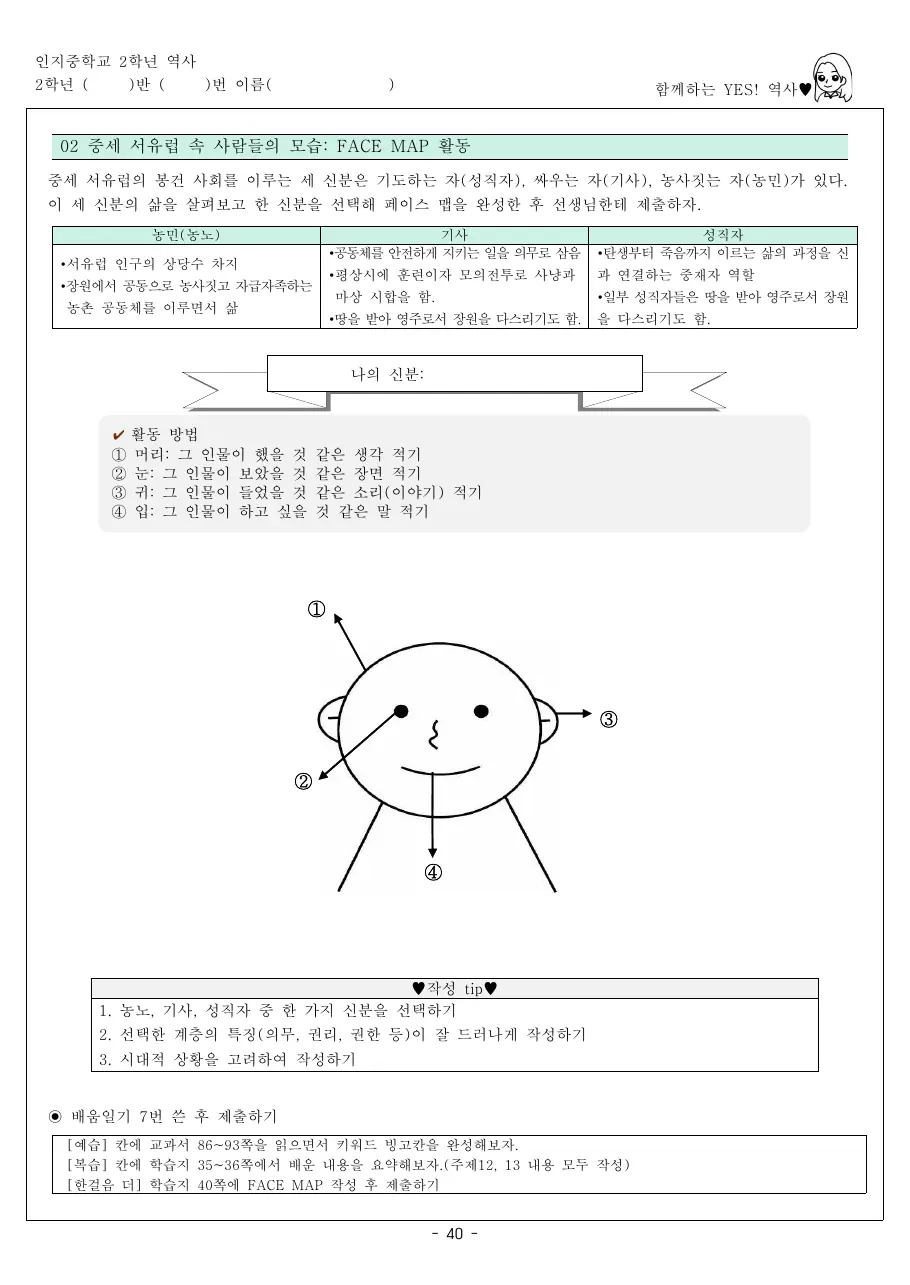 인지중학교 2학년 역사
2학년 (    )반 (    )번 이름(            )
함께하는 YES! 역사♥
02 중세 서유럽 속 사람들의 모습: FACE MAP 활동
중세 서유럽의 봉건 사회를 이루는 세 신분은 기도하는 자(성직자), 싸우는 자(기사), 농사짓는 자(농민)가 있다.
이 세 신분의 삶을 살펴보고 한 신분을 선택해 페이스 맵을 완성한 후 선생님한테 제출하자.
농민(농노)
•서유럽 인구의 상당수 차지
•장원에서 공동으로 농사짓고 자급자족하는
농촌 공동체를 이루면서 삶
기사
•공동체를 안전하게 지키는 일을 의무로 삼음
•평상시에 훈련이자 모의전투로 사냥과
마상 시합을 함.
•땅을 받아 영주로서 장원을 다스리기도 함.
성직자
•탄생부터 죽음까지 이르는 삶의 과정을 신
과 연결하는 중재자 역할
•일부 성직자들은 땅을 받아 영주로서 장원
을 다스리기도 함.
나의 신분:
✔ 활동 방법
① 머리: 그 인물이 했을 것 같은 생각 적기
② 눈: 그 인물이 보았을 것 같은 장면 적기
③ 귀: 그 인물이 들었을 것 같은 소리(이야기) 적기
④ 입: 그 인물이 하고 싶을 것 같은 말 적기
①
③
②
④
♥작성 tip♥
1. 농노, 기사, 성직자 중 한 가지 신분을 선택하기
2. 선택한 계층의 특징(의무, 권리, 권한 등)이 잘 드러나게 작성하기
3. 시대적 상황을 고려하여 작성하기
◉ 배움일기 7번 쓴 후 제출하기
[예습] 칸에 교과서 86~93쪽을 읽으면서 키워드 빙고칸을 완성해보자.
[복습] 칸에 학습지 35~36쪽에서 배운 내용을 요약해보자.(주제12, 13 내용 모두 작성)
[한걸음 더] 학습지 40쪽에 FACE MAP 작성 후 제출하기
- 40 -